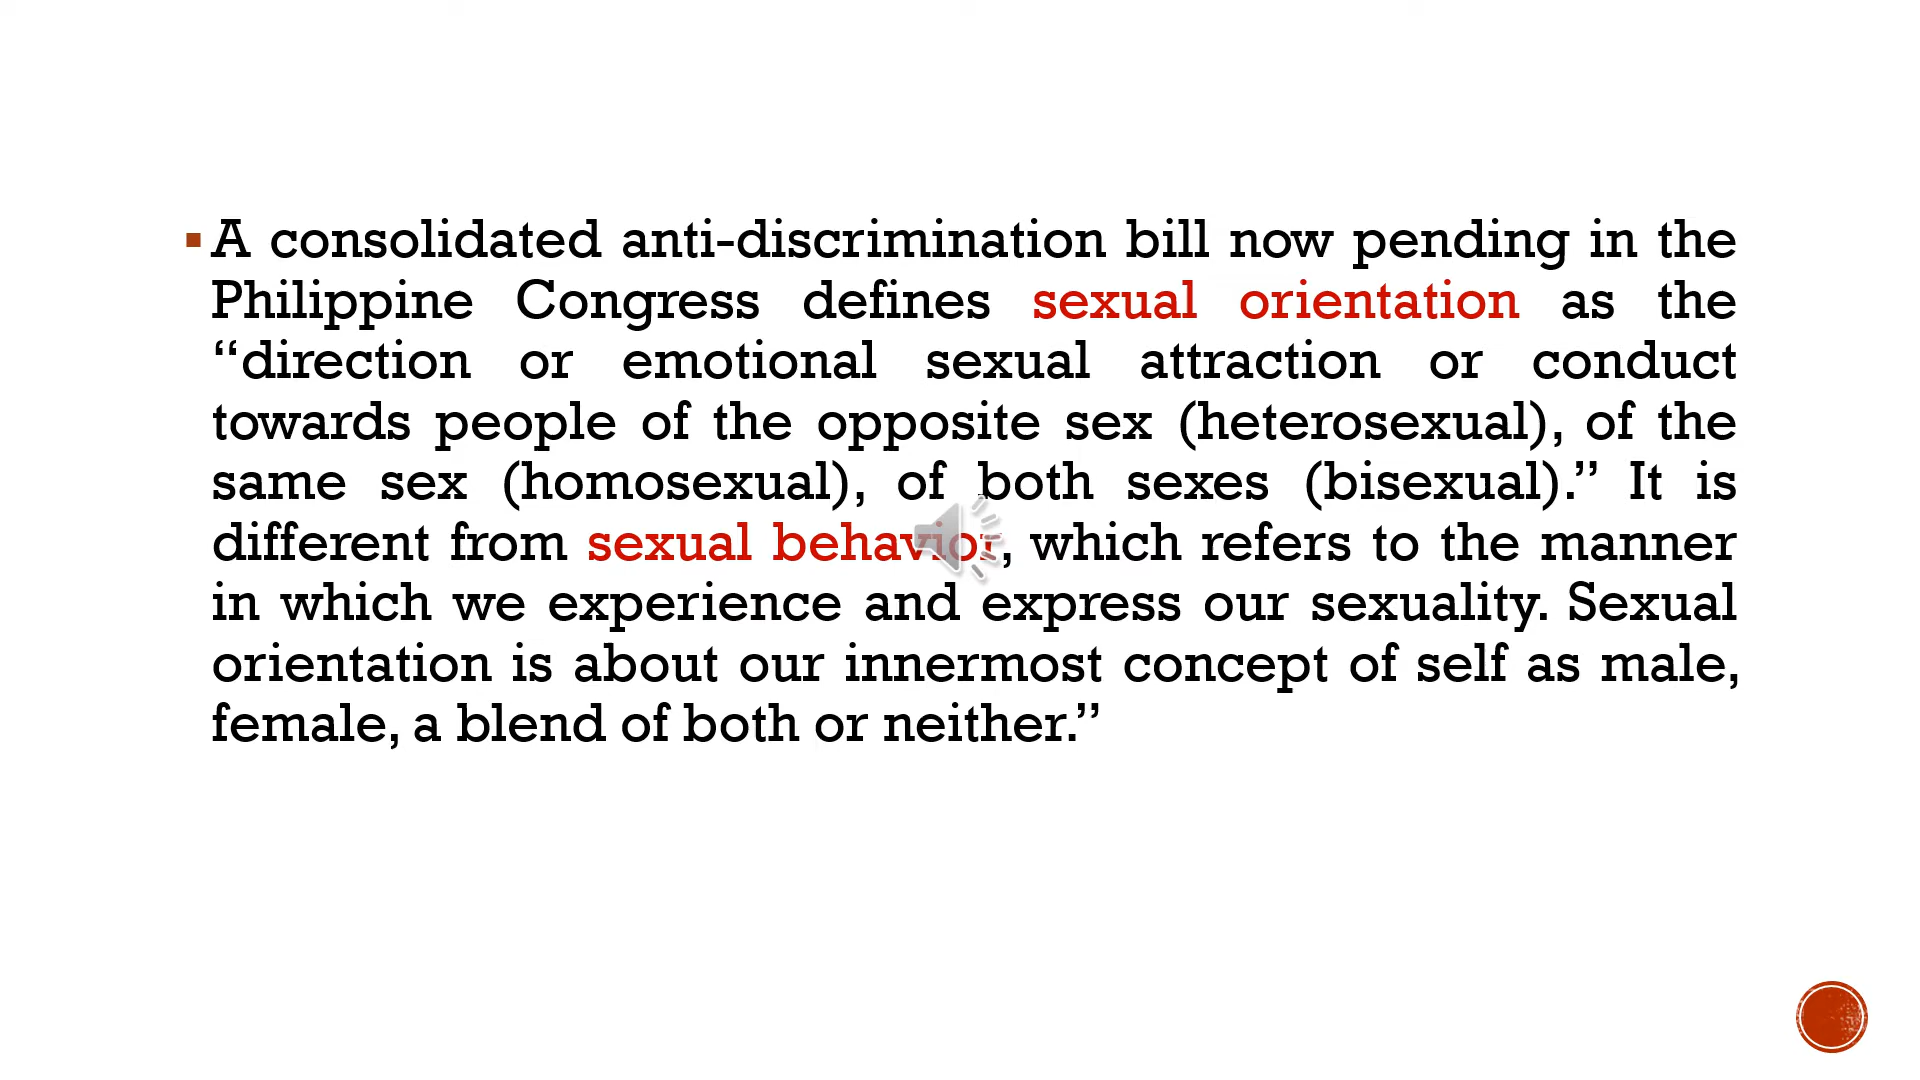 A consolidated anti-discrimination bill now pending in the
Philippine Congress defines sexual orientation as the
“direction or emotional sexual attraction or conduct
towards people of the opposite sex (heterosexual), of the
same sex (homosexual), of both sexes (bisexual).” It is
different from sexual behavior, which refers to the manner
in which we experience and express our sexuality. Sexual
orientation is about our innermost concept of self as male,
female, a blend of both or neither.”